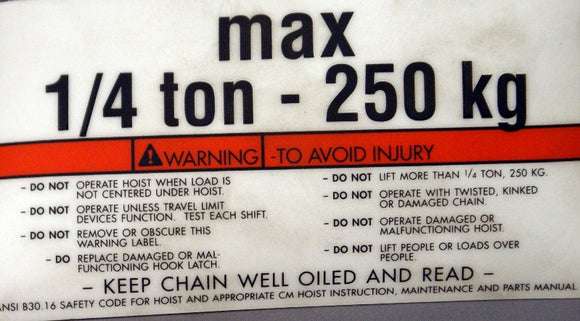 max
1/4 ton - 250 kg
⚠ WARNING - TO AVOID INJURY
- DO NOT OPERATE HOIST WHEN LOAD IS
NOT CENTERED UNDER HOIST.
- DO NOT OPERATE UNLESS TRAVEL LIMIT
DEVICES FUNCTION. TEST EACH SHIFT.
- DO NOT REMOVE OR OBSCURE THIS
WARNING LABEL.
- DO REPLACE DAMAGED OR MAL-
FUNCTIONING HOOK LATCH.
- DO NOT LIFT MORE THAN 1/4 TON, 250 KG.
- DO NOT OPERATE WITH TWISTED, KINKED
OR DAMAGED CHAIN.
- DO NOT OPERATE DAMAGED OR
MALFUNCTIONING HOIST.
- DO NOT LIFT PEOPLE OR LOADS OVER
PEOPLE.
- KEEP CHAIN WELL OILED AND READ -
ANSI B30.16 SAFETY CODE FOR HOIST AND APPROPRIATE CM HOIST INSTRUCTION, MAINTENANCE AND PARTS MANUAL.